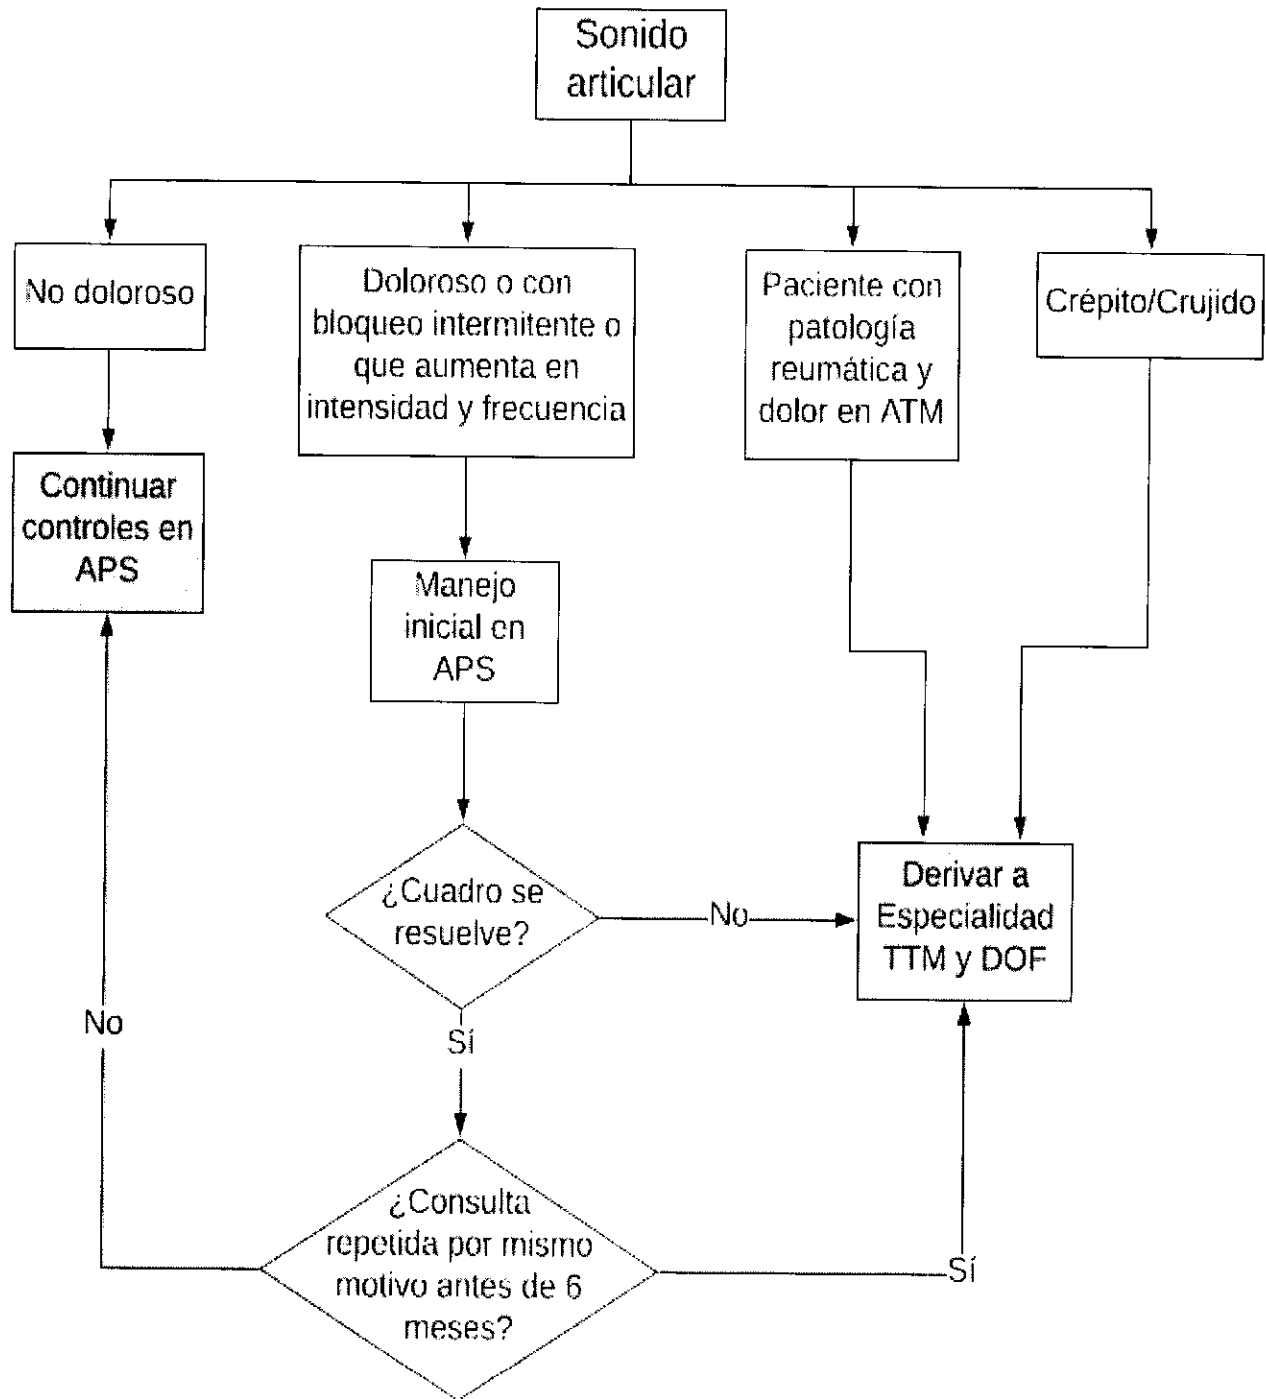 Sonido
articular
No doloroso
Doloroso o con
bloqueo intermitente o
que aumenta en
intensidad y frecuencia
Paciente con
patología
reumática y
dolor en ATM
Crépito/Crujido
Continuar
controles en
APS
Manejo
inicial en
APS
¿Cuadro se
resuelve?
No
Derivar a
Especialidad
TTM y DOF
Sí
No
¿Consulta
repetida por mismo
motivo antes de 6
meses?
Sí